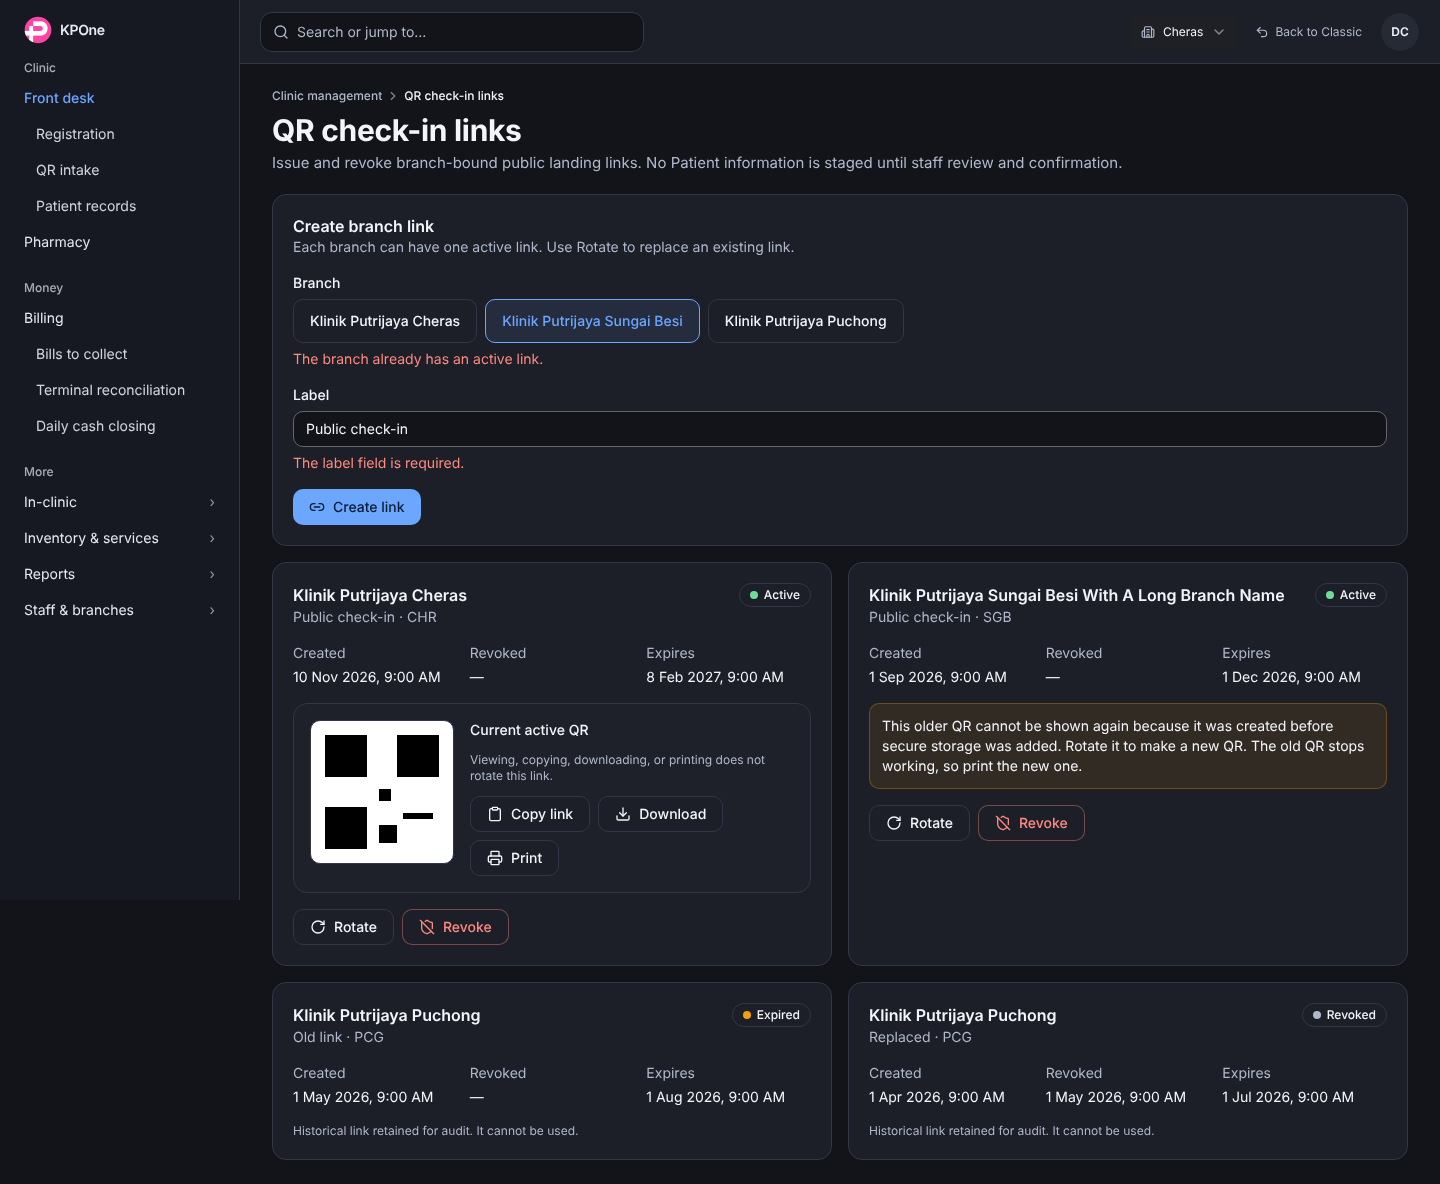 KPOne
Search or jump to...
Cheras
Back to Classic
DC
Clinic
Front desk
Registration
QR intake
Patient records
Pharmacy
Money
Billing
Bills to collect
Terminal reconciliation
Daily cash closing
More
In-clinic
Inventory & services
Reports
Staff & branches
Clinic management > QR check-in links
QR check-in links
Issue and revoke branch-bound public landing links. No Patient information is staged until staff review and confirmation.
Create branch link
Each branch can have one active link. Use Rotate to replace an existing link.
Branch
Klinik Putrijaya Cheras
Klinik Putrijaya Sungai Besi
Klinik Putrijaya Puchong
The branch already has an active link.
Label
Public check-in
The label field is required.
Create link
Klinik Putrijaya Cheras
Active
Public check-in · CHR
Created
Revoked
Expires
10 Nov 2026, 9:00 AM
—
8 Feb 2027, 9:00 AM
Current active QR
Viewing, copying, downloading, or printing does not
rotate this link.
Copy link
Download
Print
Rotate
Revoke
Klinik Putrijaya Sungai Besi With A Long Branch Name
Active
Public check-in · SGB
Created
Revoked
Expires
1 Sep 2026, 9:00 AM
—
1 Dec 2026, 9:00 AM
This older QR cannot be shown again because it was created before
secure storage was added. Rotate it to make a new QR. The old QR stops
working, so print the new one.
Rotate
Revoke
Klinik Putrijaya Puchong
Expired
Old link · PCG
Created
Revoked
Expires
1 May 2026, 9:00 AM
—
1 Aug 2026, 9:00 AM
Historical link retained for audit. It cannot be used.
Klinik Putrijaya Puchong
Revoked
Replaced · PCG
Created
Revoked
Expires
1 Apr 2026, 9:00 AM
1 May 2026, 9:00 AM
1 Jul 2026, 9:00 AM
Historical link retained for audit. It cannot be used.